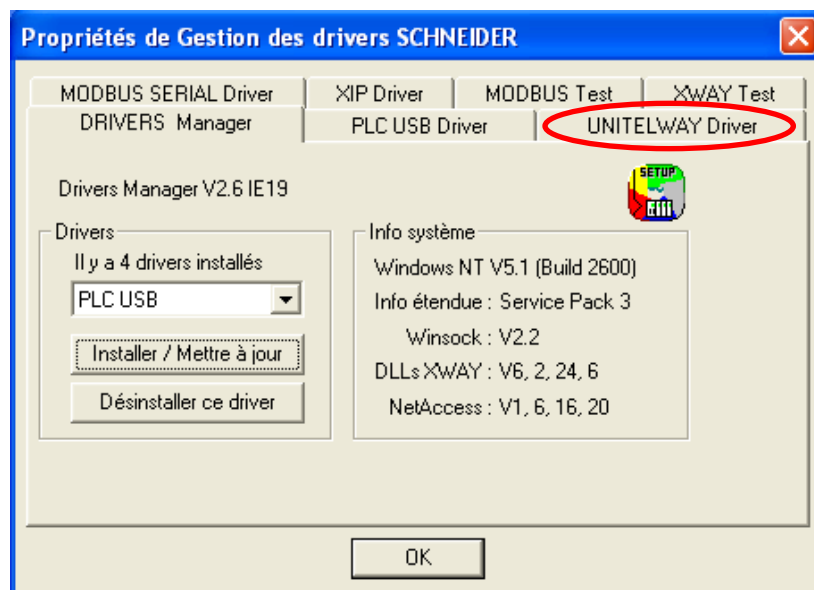 Propriétés de Gestion des drivers SCHNEIDER
MODBUS SERIAL Driver XIP Driver MODBUS Test XWAY Test
DRIVERS Manager PLC USB Driver UNITELWAY Driver
Drivers Manager V2.6 IE19
SETUP
Drivers
Il y a 4 drivers installés
PLC USB
Installer / Mettre à jour
Désinstaller ce driver
Info système
Windows NT V5.1 (Build 2600)
Info étendue : Service Pack 3
Winsock : V2.2
DLLs XWAY : V6, 2, 24, 6
NetAccess : V1, 6, 16, 20
OK